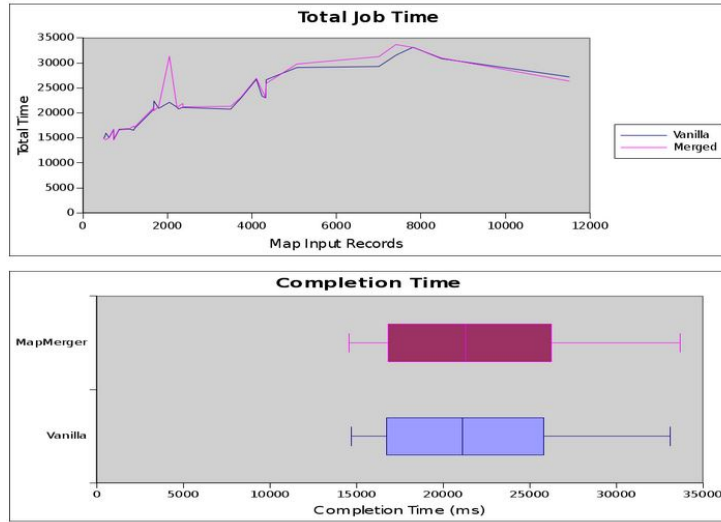 Total Job Time
35000
30000
25000
20000
15000
10000
5000
0
Total Time
0 2000 4000 6000 8000 10000 12000
Map Input Records
Vanilla
Merged
Completion Time
MapMerger
Vanilla
0 5000 10000 15000 20000 25000 30000 35000
Completion Time (ms)